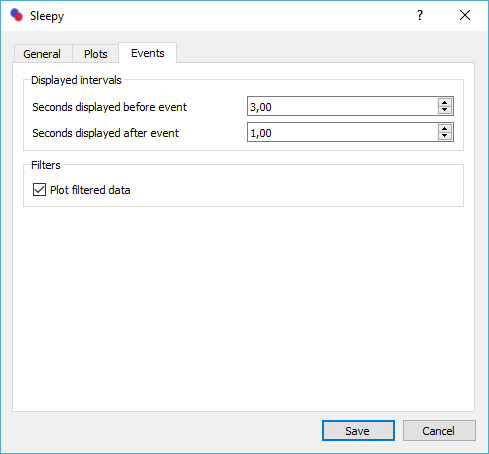 Sleepy
?
General Plots Events
Displayed intervals
Seconds displayed before event 3,00
Seconds displayed after event 1,00
Filters
Plot filtered data
Save Cancel